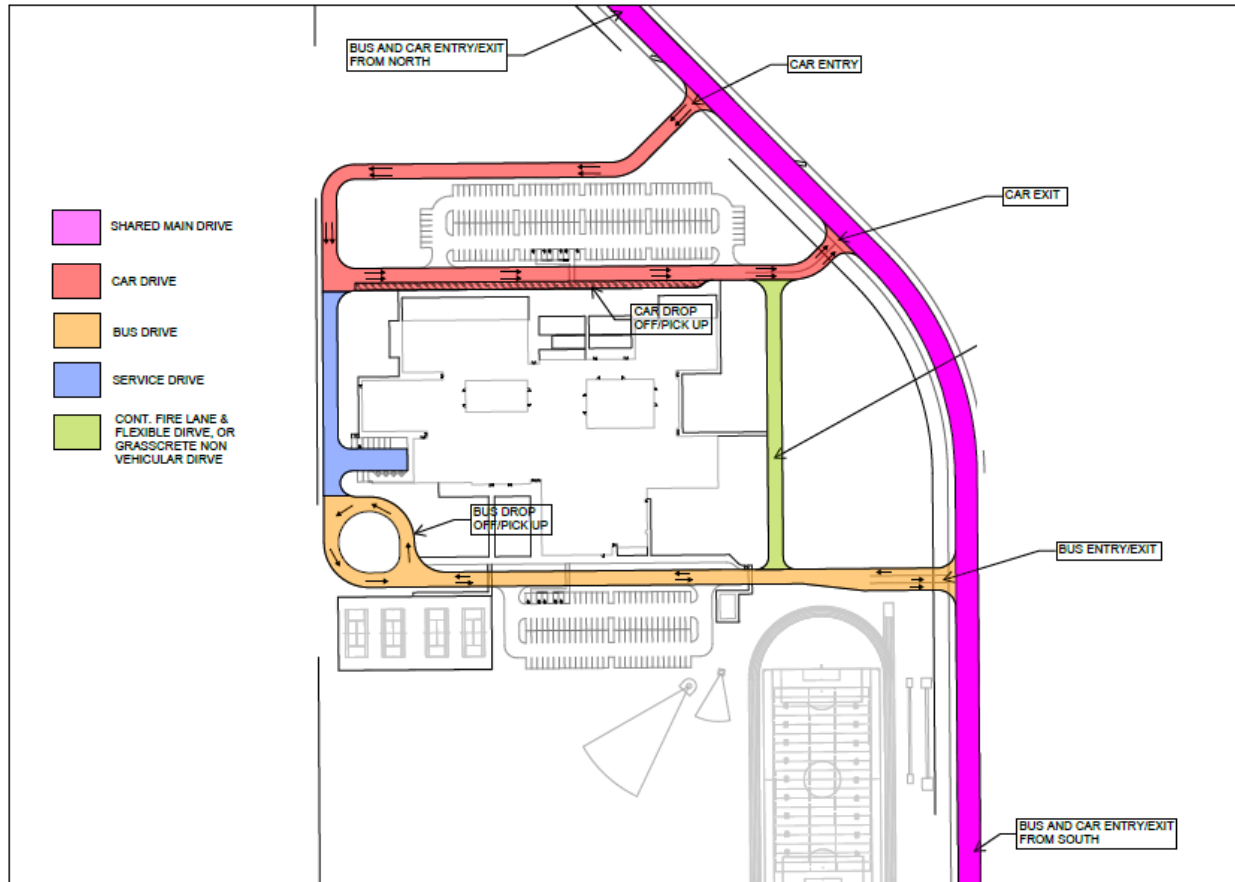 BUS AND CAR ENTRY/EXIT
FROM NORTH
CAR ENTRY
CAR EXIT
SHARED MAIN DRIVE
CAR DRIVE
BUS DRIVE
SERVICE DRIVE
CONT. FIRE LANE &
FLEXIBLE DIRVE, OR
GRASSCRETE NON
VEHICULAR DIRVE
CAR DROP
OFF/PICK UP
BUS DROP
OFF/PICK UP
BUS ENTRY/EXIT
BUS AND CAR ENTRY/EXIT
FROM SOUTH